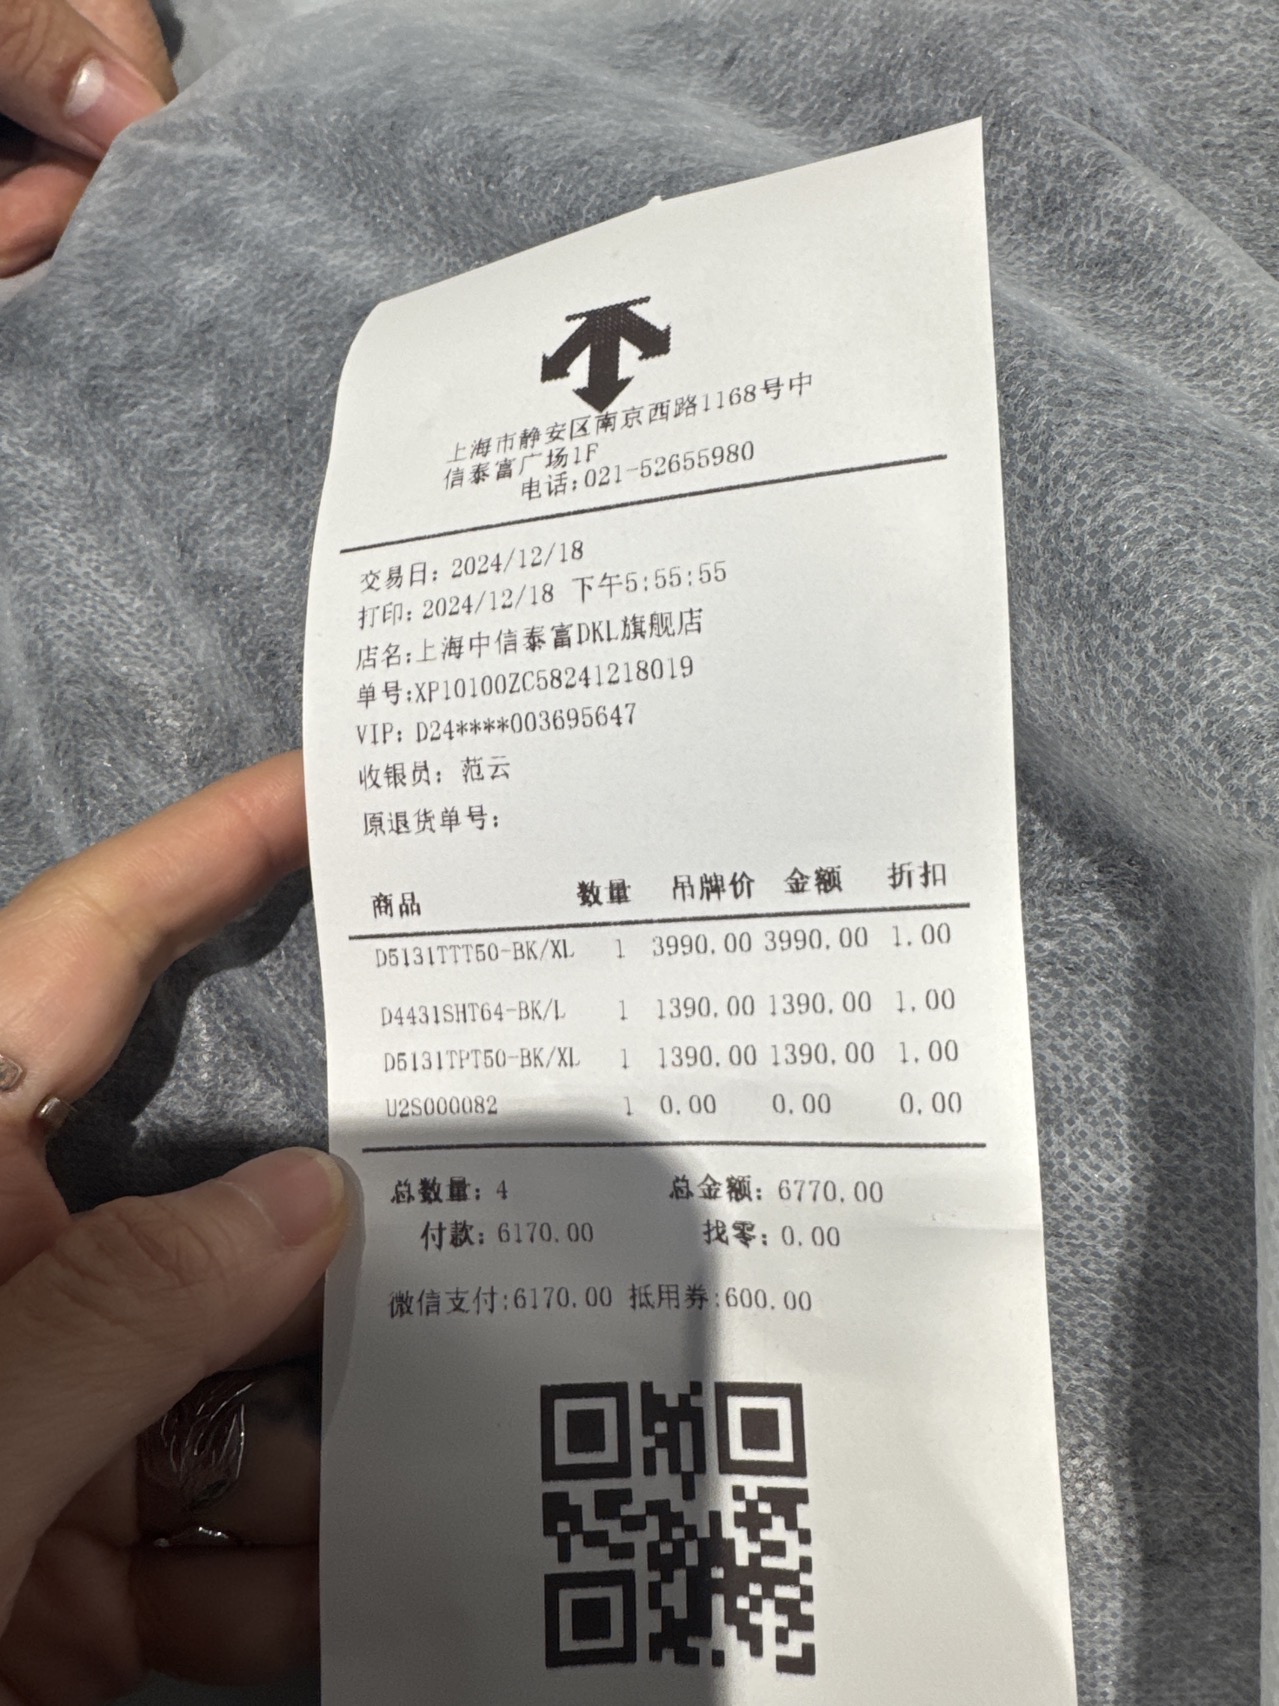 上海市静安区南京西路1168号中
信泰富广场1F
电话:021-52655980
交易日: 2024/12/18
打印: 2024/12/18 下午5:55:55
店名:上海中信泰富DKL旗舰店
单号:XP10100ZC58241218019
VIP: D24****003695647
收银员: 范云
原退货单号:
商品 数量 吊牌价 金额 折扣
D5131TTT50-BK/XL 1 3990.00 3990.00 1.00
D4431SHT64-BK/L 1 1390.00 1390.00 1.00
D5131TPT50-BK/XL 1 1390.00 1390.00 1.00
U2S000082 1 0.00 0.00 0.00
总数量: 4 总金额: 6770.00
付款: 6170.00 找零: 0.00
微信支付:6170.00 抵用券:600.00